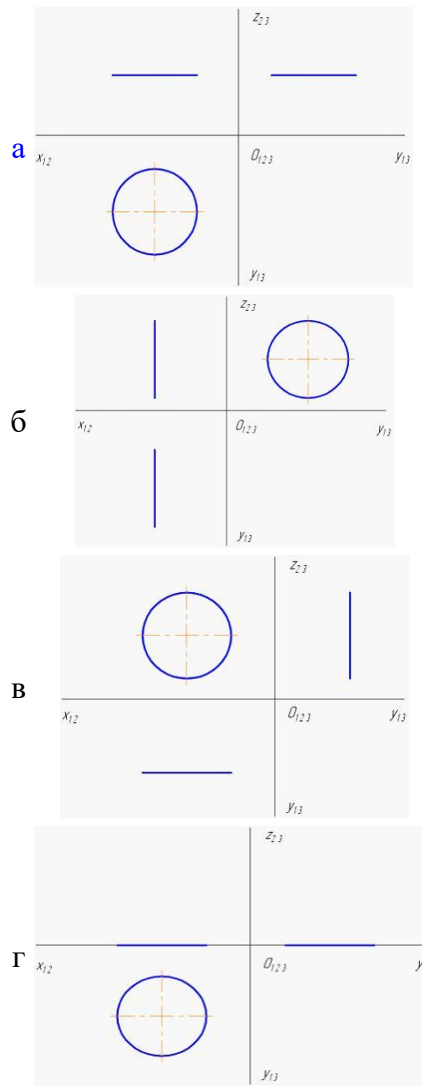 z₂₃
а
x₁₂ O₁₂₃ y₁₃
y₁₃
z₂₃
б
x₁₂ O₁₂₃ y₁₃
y₁₃
z₂₃
в
x₁₂ O₁₂₃ y₁₃
y₁₃
z₂₃
г
x₁₂ O₁₂₃ y
y₁₃